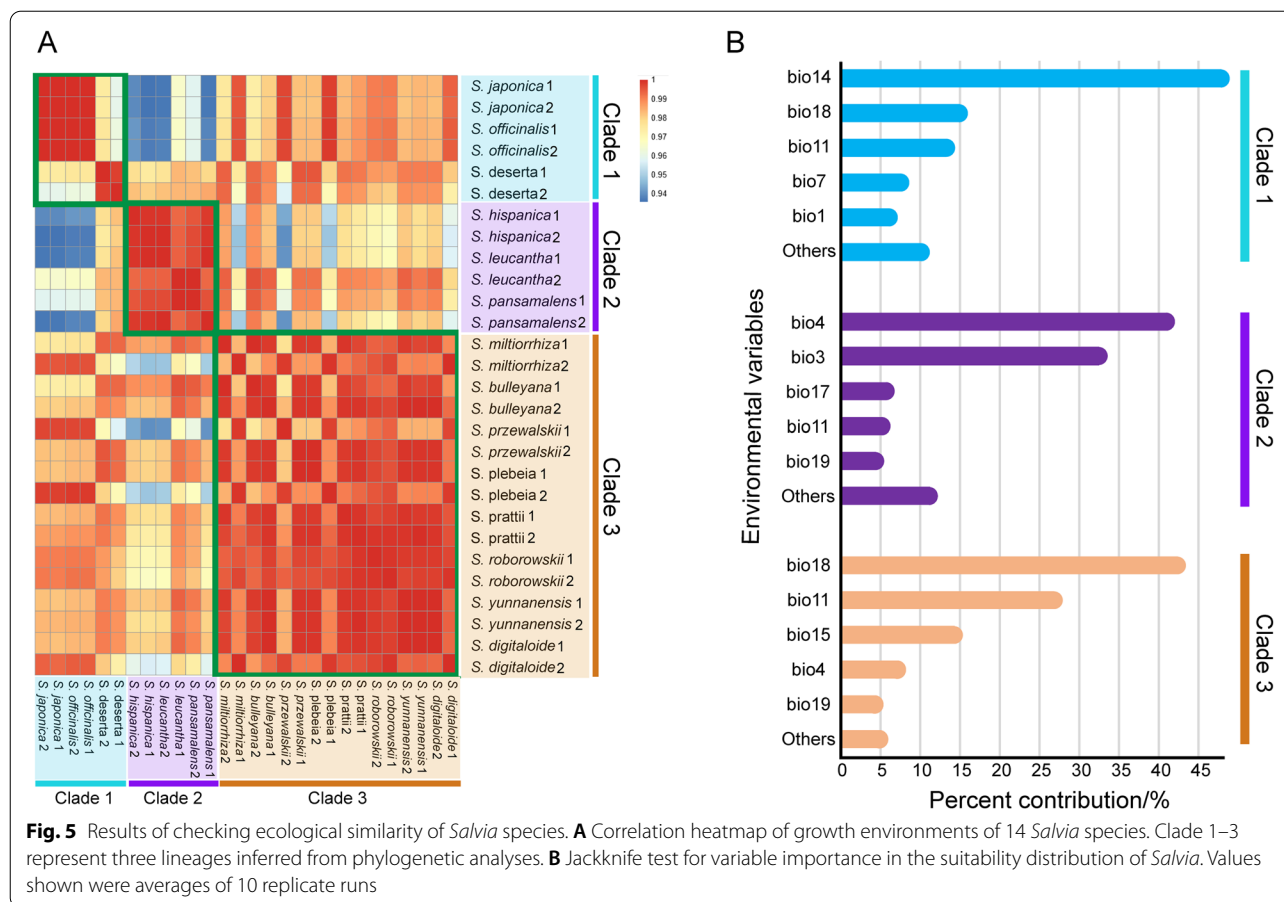 A
B
1
0.99
0.98
0.97
0.96
0.95
0.94
S. japonica 1
S. japonica 2
S. officinalis 1
S. officinalis 2
S. deserta 1
S. deserta 2
S. hispanica 1
S. hispanica 2
S. leucantha 1
S. leucantha 2
S. pansamalens 1
S. pansamalens 2
S. miltiorrhiza 1
S. miltiorrhiza 2
S. bulleyana 1
S. bulleyana 2
S. przewalskii 1
S. przewalskii 2
S. plebeia 1
S. plebeia 2
S. prattii 1
S. prattii 2
S. roborowskii 1
S. roborowskii 2
S. yunnanensis 1
S. yunnanensis 2
S. digitaloide 1
S. digitaloide 2
Clade 1
Clade 2
Clade 3
S. japonica 2
S. japonica 1
S. officinalis 2
S. officinalis 1
S. deserta 2
S. deserta 1
S. hispanica 2
S. hispanica 1
S. leucantha 2
S. leucantha 1
S. pansamalens 2
S. pansamalens 1
S. miltiorrhiza 2
S. miltiorrhiza 1
S. bulleyana 2
S. bulleyana 1
S. przewalskii 2
S. przewalskii 1
S. plebeia 2
S. plebeia 1
S. prattii 2
S. prattii 1
S. roborowskii 2
S. roborowskii 1
S. yunnanensis 2
S. yunnanensis 1
S. digitaloide 2
S. digitaloide 1
Clade 1
Clade 2
Clade 3
Environmental variables
bio14
bio18
bio11
bio7
bio1
Others
Clade 1
bio4
bio3
bio17
bio11
bio19
Others
Clade 2
bio18
bio11
bio15
bio4
bio19
Others
Clade 3
0 5 10 15 20 25 30 35 40 45
Percent contribution/%
Fig. 5 Results of checking ecological similarity of Salvia species. A Correlation heatmap of growth environments of 14 Salvia species. Clade 1–3
represent three lineages inferred from phylogenetic analyses. B Jackknife test for variable importance in the suitability distribution of Salvia. Values
shown were averages of 10 replicate runs